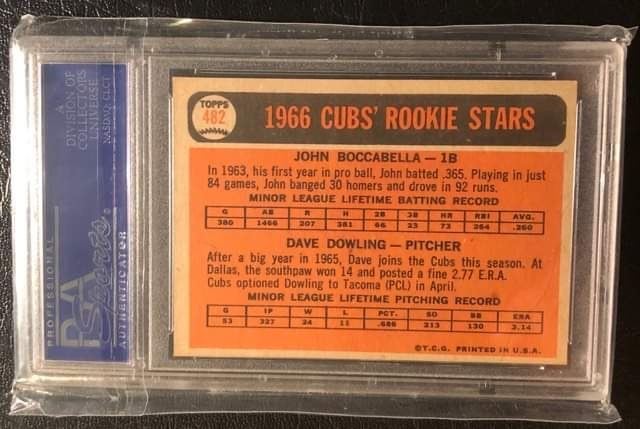 TOPPS
482
1966 CUBS' ROOKIE STARS
JOHN BOCCABELLA — 1B
In 1963, his first year in pro ball, John batted .365. Playing in just
84 games, John banged 30 homers and drove in 92 runs.
MINOR LEAGUE LIFETIME BATTING RECORD
G AB R H 2B 3B HR RBI AVG.
380 1466 207 381 66 23 73 264 .260
DAVE DOWLING — PITCHER
After a big year in 1965, Dave joins the Cubs this season. At
Dallas, the southpaw won 14 and posted a fine 2.77 E.R.A.
Cubs optioned Dowling to Tacoma (PCL) in April.
MINOR LEAGUE LIFETIME PITCHING RECORD
G IP W L PCT. SO BB ERA
53 327 24 11 .686 213 130 3.14
©T.C.G. PRINTED IN U.S.A.
PROFESSIONAL
PSA
Sports
AUTHENTICATOR
A
DIVISION OF
COLLECTORS
UNIVERSE
NASDAQ: CLCT